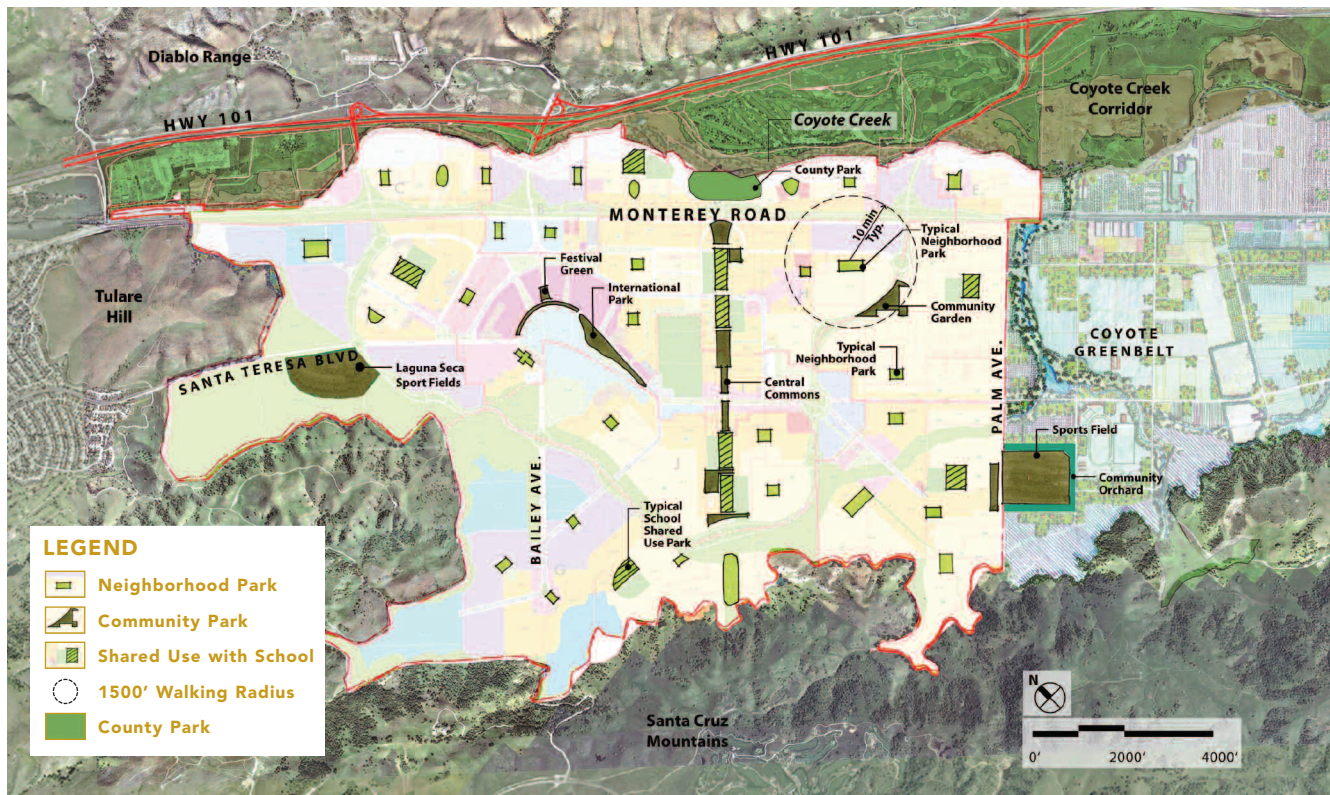 Diablo Range
HWY 101
HWY 101
Coyote Creek
Corridor
Coyote Creek
County Park
C
E
MONTEREY ROAD
10 min
Typ.
Typical
Neighborhood
Park
Festival
Green
International
Park
Tulare
Hill
Community
Garden
COYOTE
GREENBELT
SANTA TERESA BLVD
Laguna Seca
Sport Fields
Typical
Neighborhood
Park
Central
Commons
PALM AVE.
Sports Field
J
BAILEY AVE.
Community
Orchard
Typical
School
Shared
Use Park
G
LEGEND
Neighborhood Park
Community Park
Shared Use with School
1500' Walking Radius
County Park
Santa Cruz
Mountains
N
0' 2000' 4000'